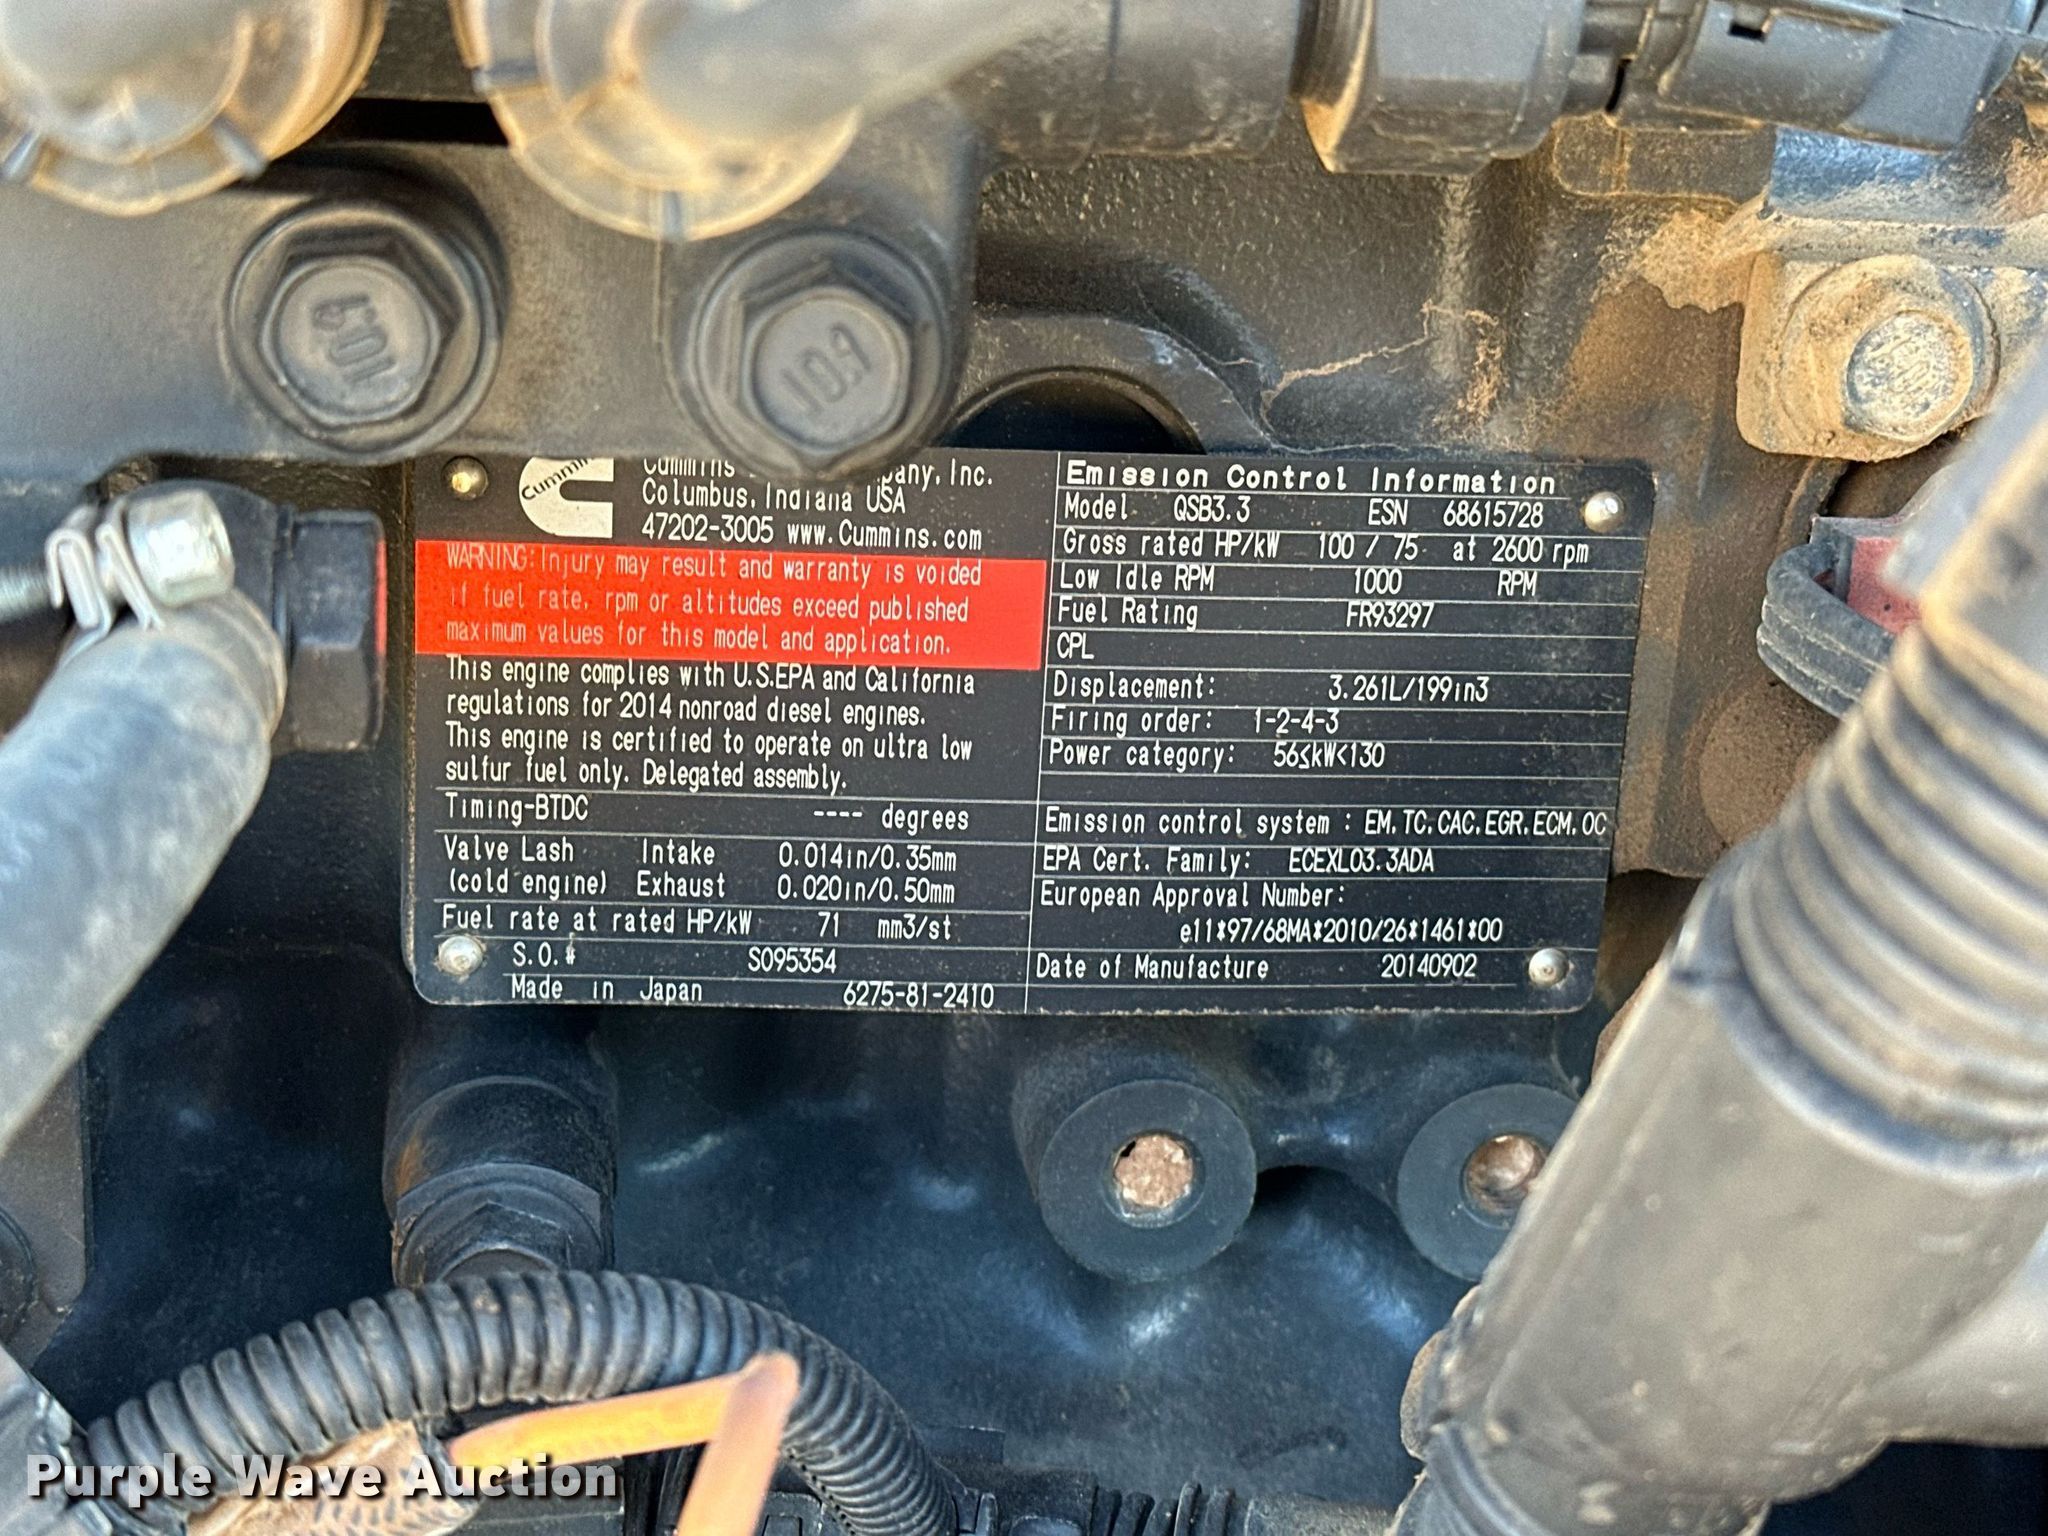 10.9
10.9
Cummins
Cummins pany, Inc.
Columbus, Indiana USA
47202-3005 www.Cummins.com
WARNING: Injury may result and warranty is voided
if fuel rate, rpm or altitudes exceed published
maximum values for this model and application.
This engine complies with U.S.EPA and California
regulations for 2014 nonroad diesel engines.
This engine is certified to operate on ultra low
sulfur fuel only. Delegated assembly.
Timing-BTDC ---- degrees
Valve Lash Intake 0.014in/0.35mm
(cold engine) Exhaust 0.020in/0.50mm
Fuel rate at rated HP/kW 71 mm3/st
S.O.# S095354
Made in Japan 6275-81-2410
Emission Control Information
Model QSB3.3 ESN 68615728
Gross rated HP/kW 100 / 75 at 2600 rpm
Low Idle RPM 1000 RPM
Fuel Rating FR93297
CPL
Displacement: 3.261L/199in3
Firing order: 1-2-4-3
Power category: 56≤kW<130
Emission control system : EM,TC,CAC,EGR,ECM,OC
EPA Cert. Family: ECEXL03.3ADA
European Approval Number:
e11*97/68MA*2010/26*1461*00
Date of Manufacture 20140902
Purple Wave Auction